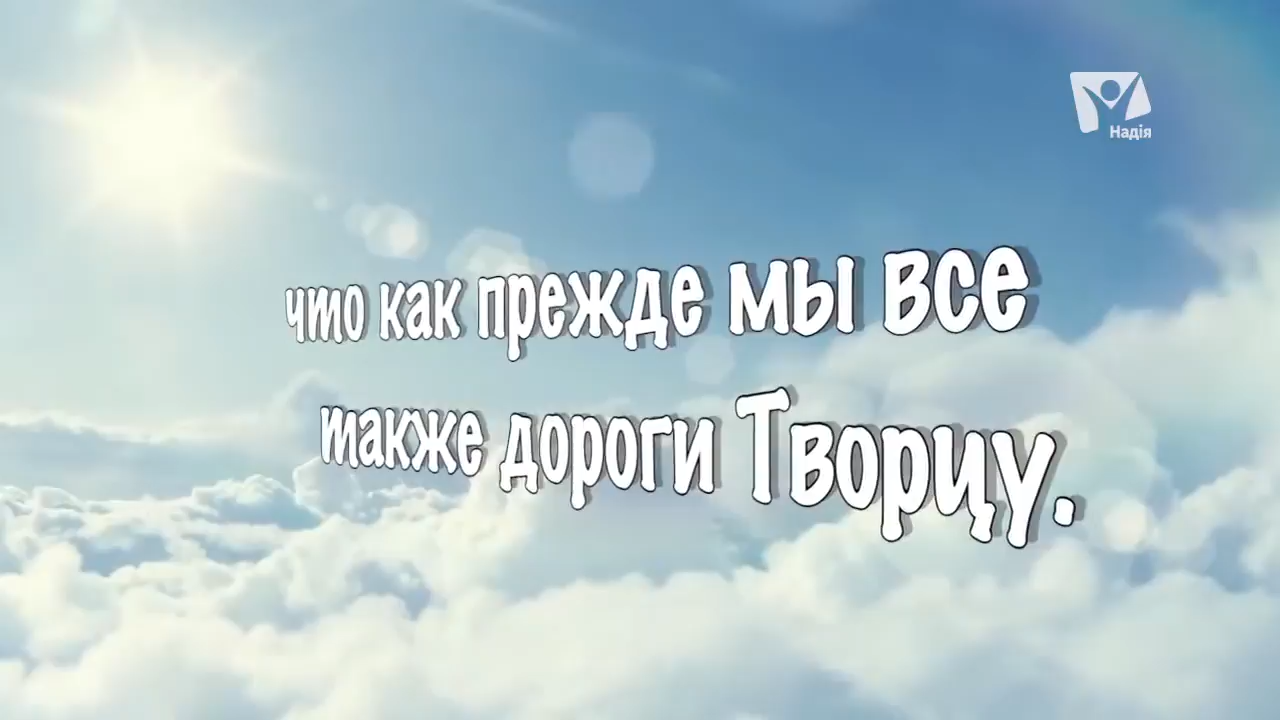 Надія
что как прежде мы все
также дороги Творцу.